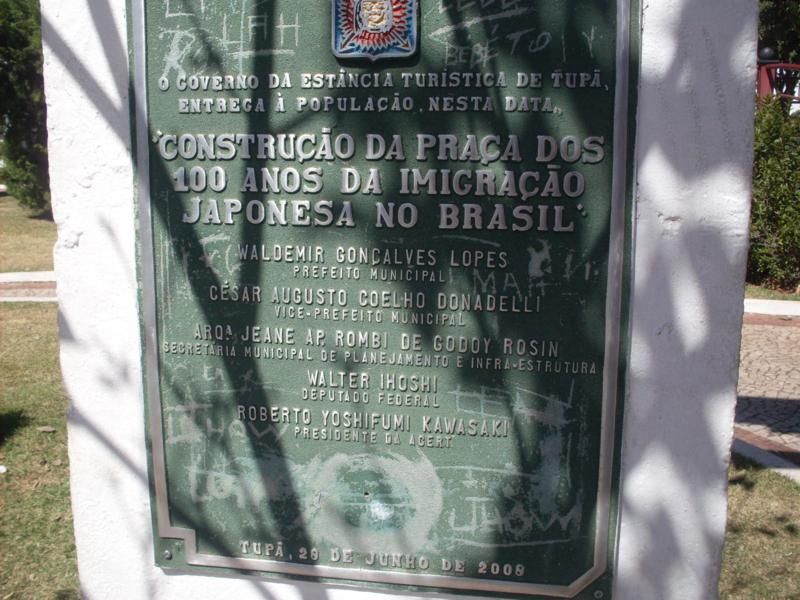 BEBÉ
O GOVERNO DA ESTÂNCIA TURÍSTICA DE TUPÃ,
ENTREGA À POPULAÇÃO, NESTA DATA,
"CONSTRUÇÃO DA PRAÇA DOS
100 ANOS DA IMIGRAÇÃO
JAPONESA NO BRASIL"
WALDEMIR GONÇALVES LOPES
PREFEITO MUNICIPAL
CÉSAR AUGUSTO COELHO DONADELLI
VICE-PREFEITO MUNICIPAL
ARQª JEANE AP. ROMBI DE GODOY ROSIN
SECRETÁRIA MUNICIPAL DE PLANEJAMENTO E INFRA-ESTRUTURA
WALTER IHOSHI
DEPUTADO FEDERAL
ROBERTO YOSHIFUMI KAWASAKI
PRESIDENTE DA ACERT
JHOW
TUPÃ, 28 DE JUNHO DE 2008